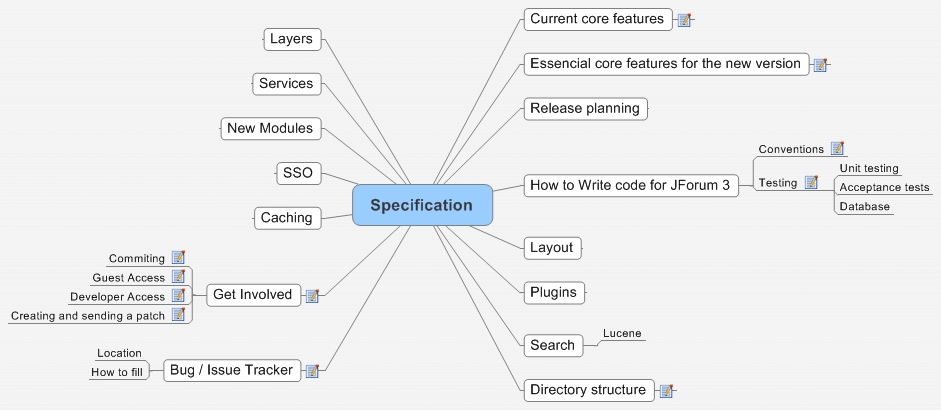 Specification
Current core features
Essencial core features for the new version
Release planning
How to Write code for JForum 3
Conventions
Testing
Unit testing
Acceptance tests
Database
Layout
Plugins
Search
Lucene
Directory structure
Layers
Services
New Modules
SSO
Caching
Get Involved
Commiting
Guest Access
Developer Access
Creating and sending a patch
Bug / Issue Tracker
Location
How to fill